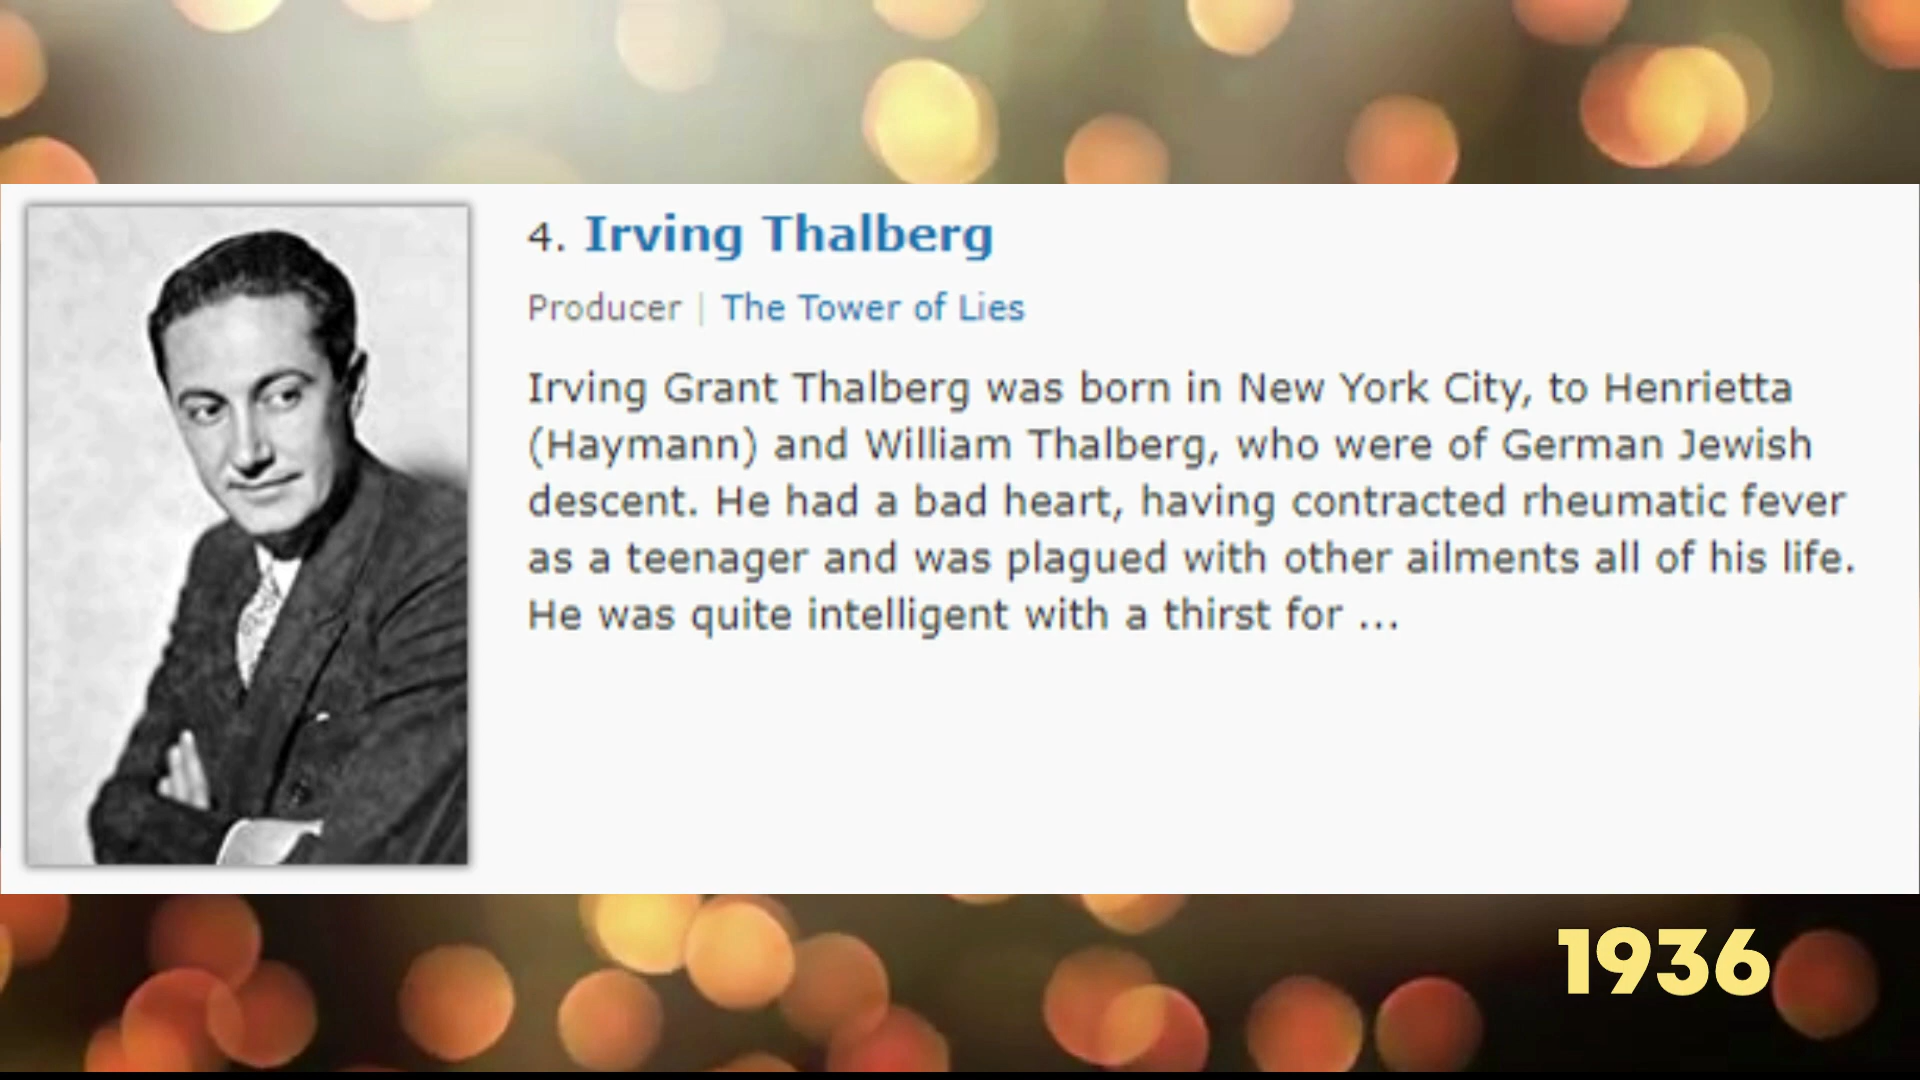 4. Irving Thalberg
Producer | The Tower of Lies
Irving Grant Thalberg was born in New York City, to Henrietta
(Haymann) and William Thalberg, who were of German Jewish
descent. He had a bad heart, having contracted rheumatic fever
as a teenager and was plagued with other ailments all of his life.
He was quite intelligent with a thirst for ...
1936